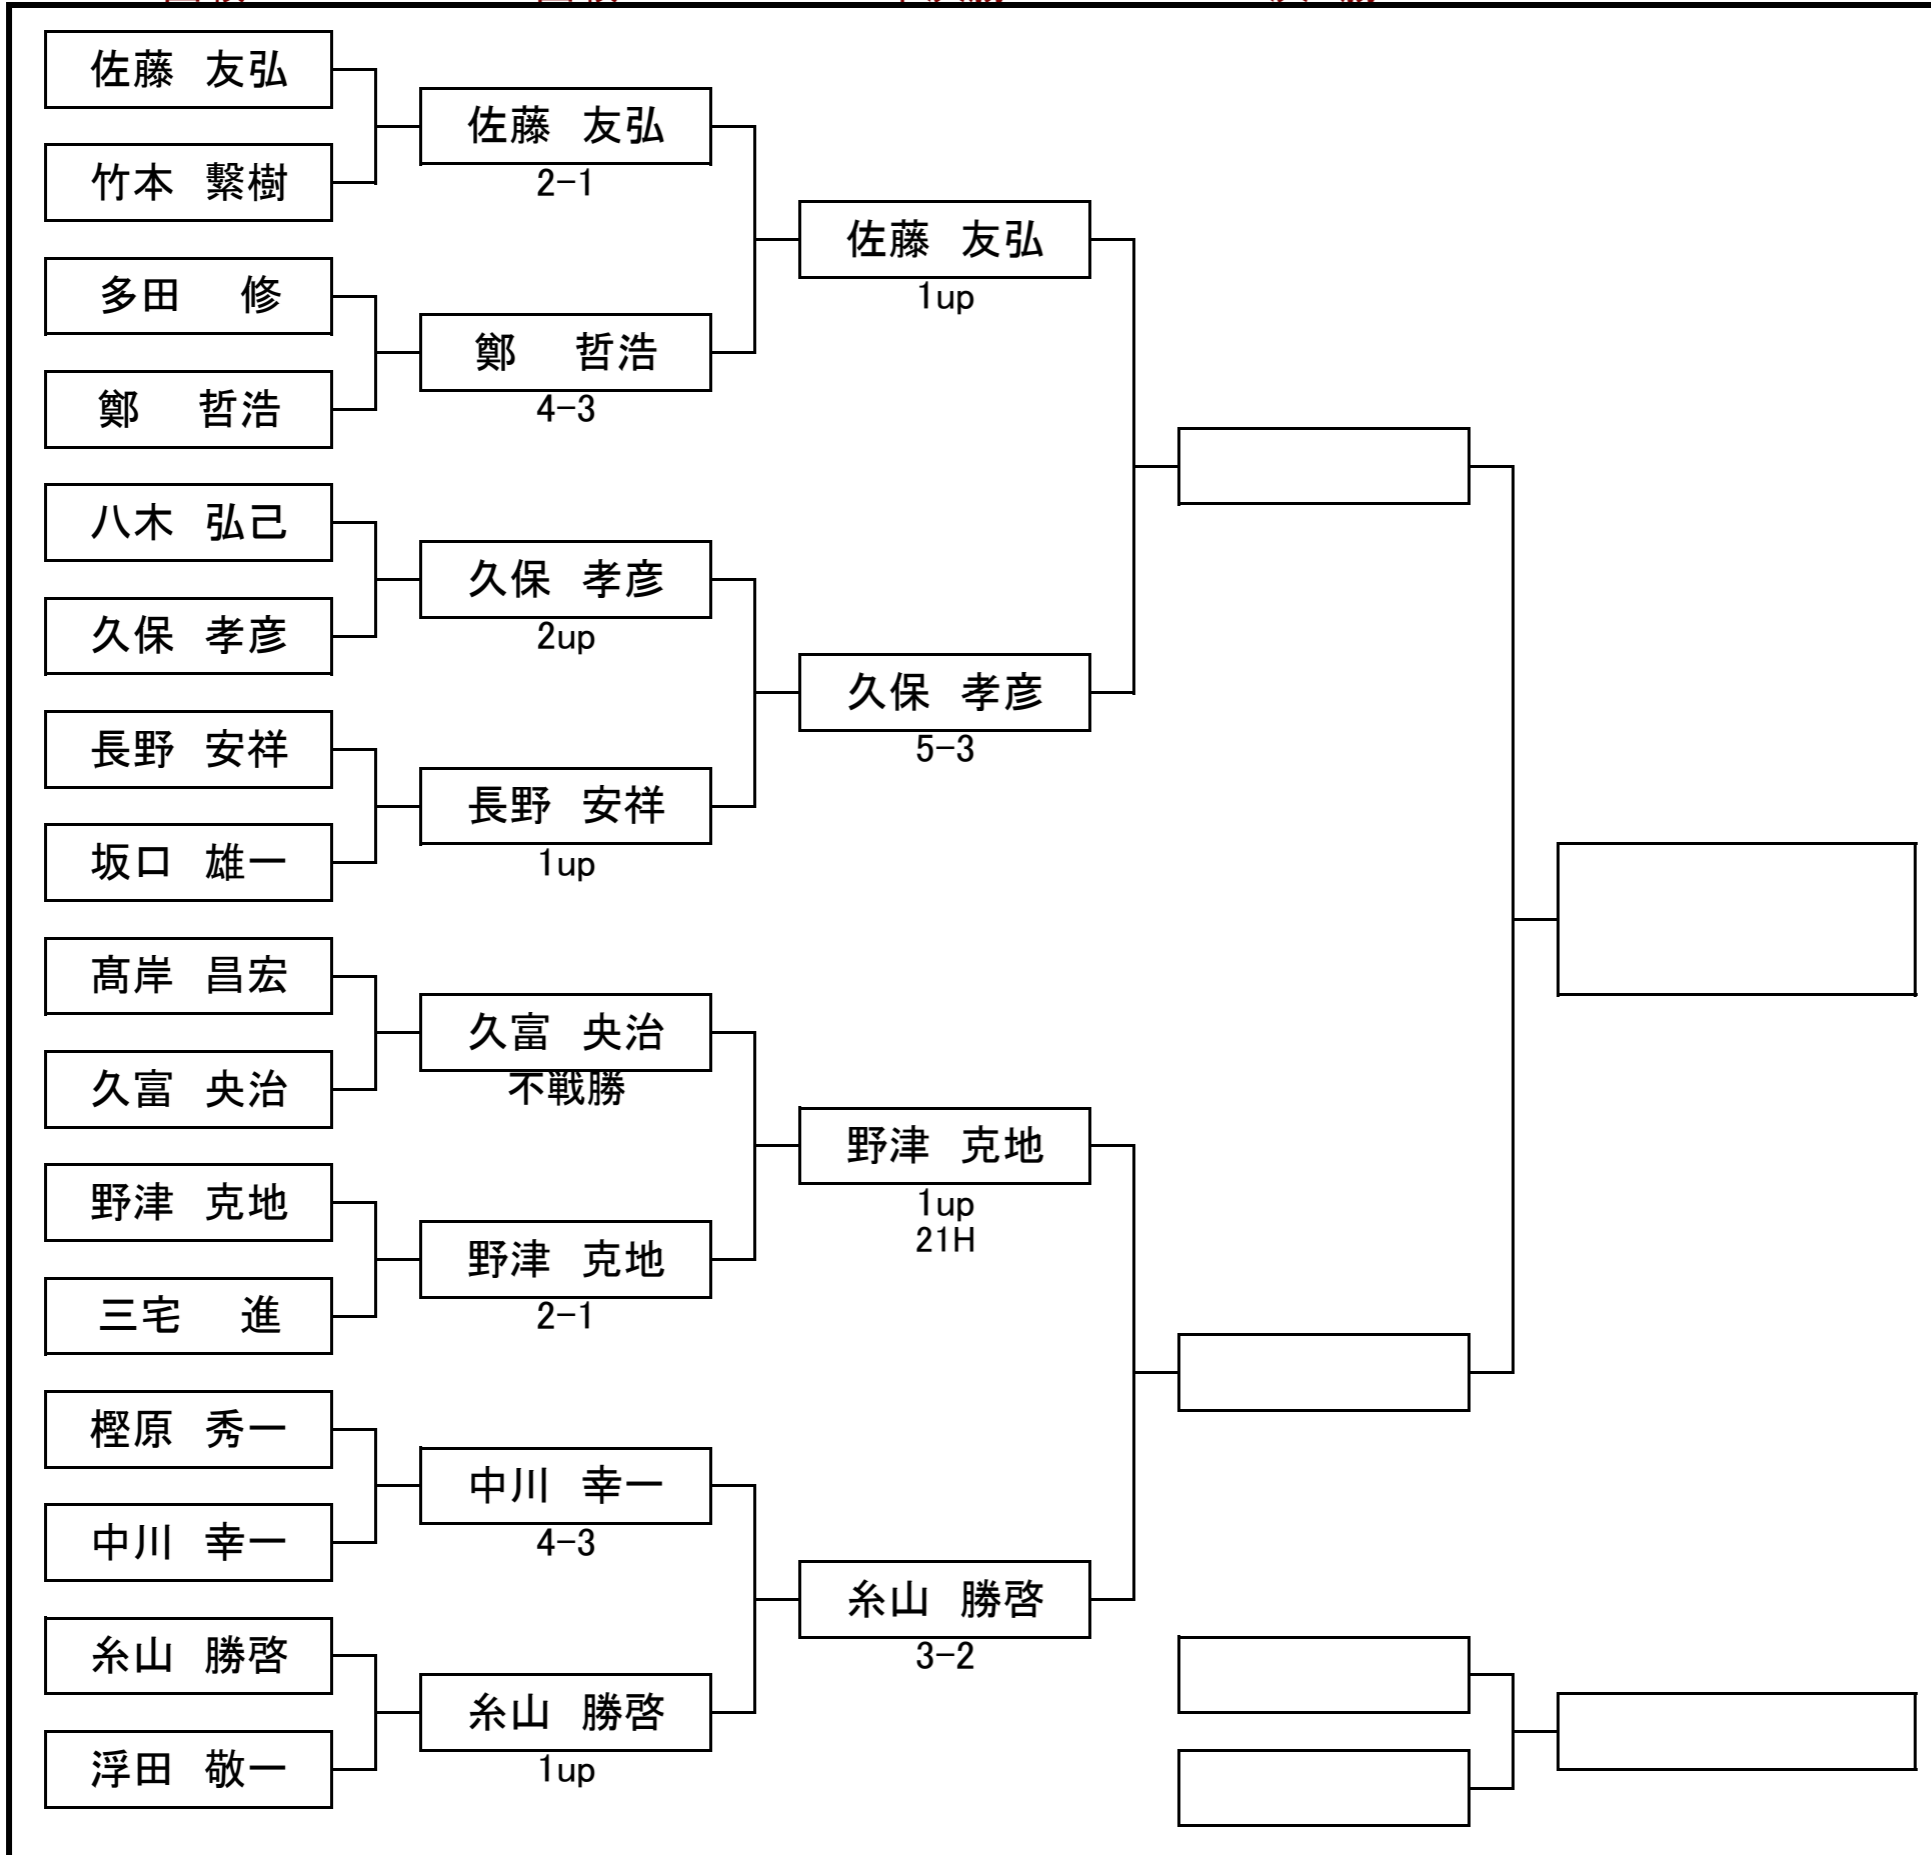 佐藤 友弘
竹本 繋樹
多田 修
鄭 哲浩
八木 弘己
久保 孝彦
長野 安祥
坂口 雄一
髙岸 昌宏
久富 央治
野津 克地
三宅 進
樫原 秀一
中川 幸一
糸山 勝啓
浮田 敬一
佐藤 友弘
2-1
鄭 哲浩
4-3
久保 孝彦
2up
長野 安祥
1up
久富 央治
不戦勝
野津 克地
2-1
中川 幸一
4-3
糸山 勝啓
1up
佐藤 友弘
1up
久保 孝彦
5-3
野津 克地
1up
21H
糸山 勝啓
3-2